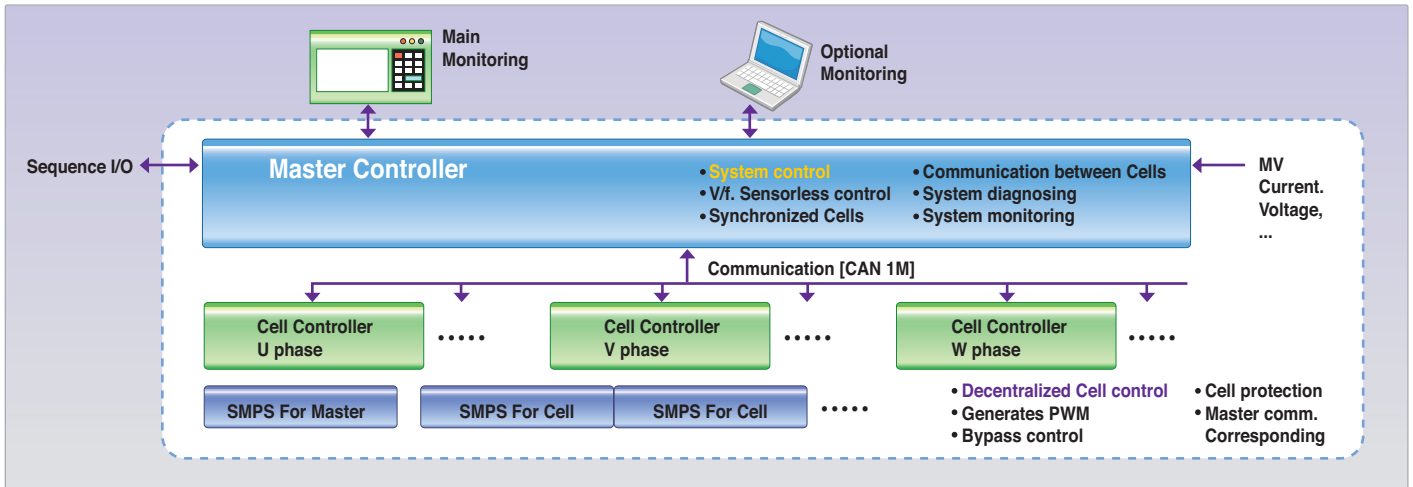 Main
Monitoring
Optional
Monitoring
Sequence I/O
Master Controller
• System control
• V/f. Sensorless control
• Synchronized Cells
• Communication between Cells
• System diagnosing
• System monitoring
MV
Current.
Voltage,
...
Communication [CAN 1M]
Cell Controller
U phase
•••••
Cell Controller
V phase
•••••
Cell Controller
W phase
•••••
SMPS For Master
SMPS For Cell
SMPS For Cell
•••••
• Decentralized Cell control
• Generates PWM
• Bypass control
• Cell protection
• Master comm.
Corresponding